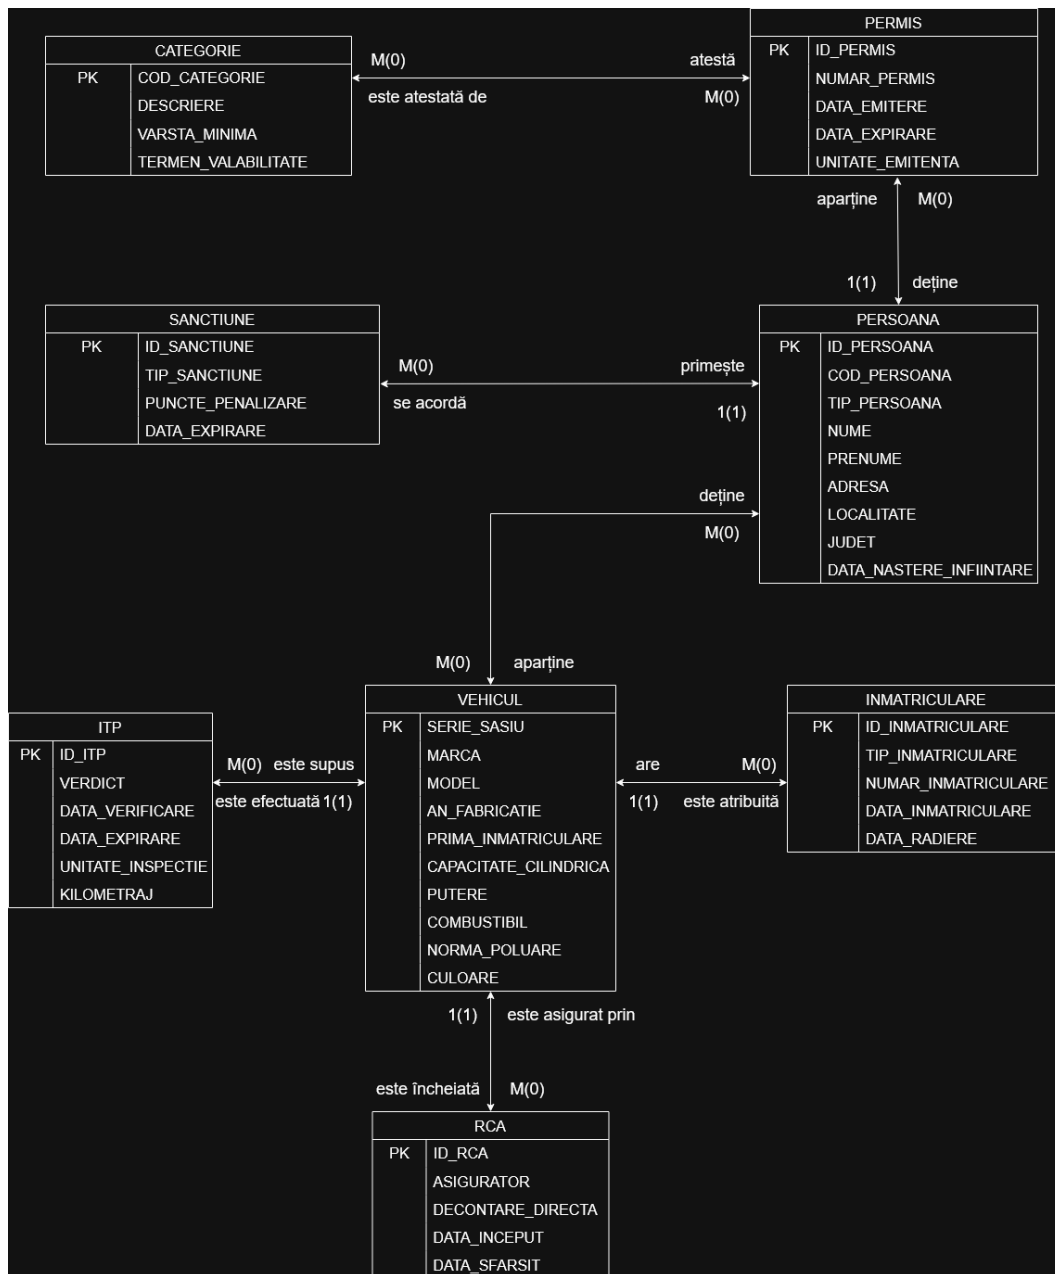 CATEGORIE
PK COD_CATEGORIE
DESCRIERE
VARSTA_MINIMA
TERMEN_VALABILITATE
M(0) atestă
este atestată de M(0)
PERMIS
PK ID_PERMIS
NUMAR_PERMIS
DATA_EMITERE
DATA_EXPIRARE
UNITATE_EMITENTA
aparține M(0)
1(1) deține
SANCTIUNE
PK ID_SANCTIUNE
TIP_SANCTIUNE
PUNCTE_PENALIZARE
DATA_EXPIRARE
M(0) primește
se acordă 1(1)
PERSOANA
PK ID_PERSOANA
COD_PERSOANA
TIP_PERSOANA
NUME
PRENUME
ADRESA
LOCALITATE
JUDET
DATA_NASTERE_INFIINTARE
deține
M(0)
M(0) aparține
ITP
PK ID_ITP
VERDICT
DATA_VERIFICARE
DATA_EXPIRARE
UNITATE_INSPECTIE
KILOMETRAJ
M(0) este supus
este efectuată 1(1)
VEHICUL
PK SERIE_SASIU
MARCA
MODEL
AN_FABRICATIE
PRIMA_INMATRICULARE
CAPACITATE_CILINDRICA
PUTERE
COMBUSTIBIL
NORMA_POLUARE
CULOARE
are M(0)
1(1) este atribuită
INMATRICULARE
PK ID_INMATRICULARE
TIP_INMATRICULARE
NUMAR_INMATRICULARE
DATA_INMATRICULARE
DATA_RADIERE
1(1) este asigurat prin
este încheiată M(0)
RCA
PK ID_RCA
ASIGURATOR
DECONTARE_DIRECTA
DATA_INCEPUT
DATA_SFARSIT